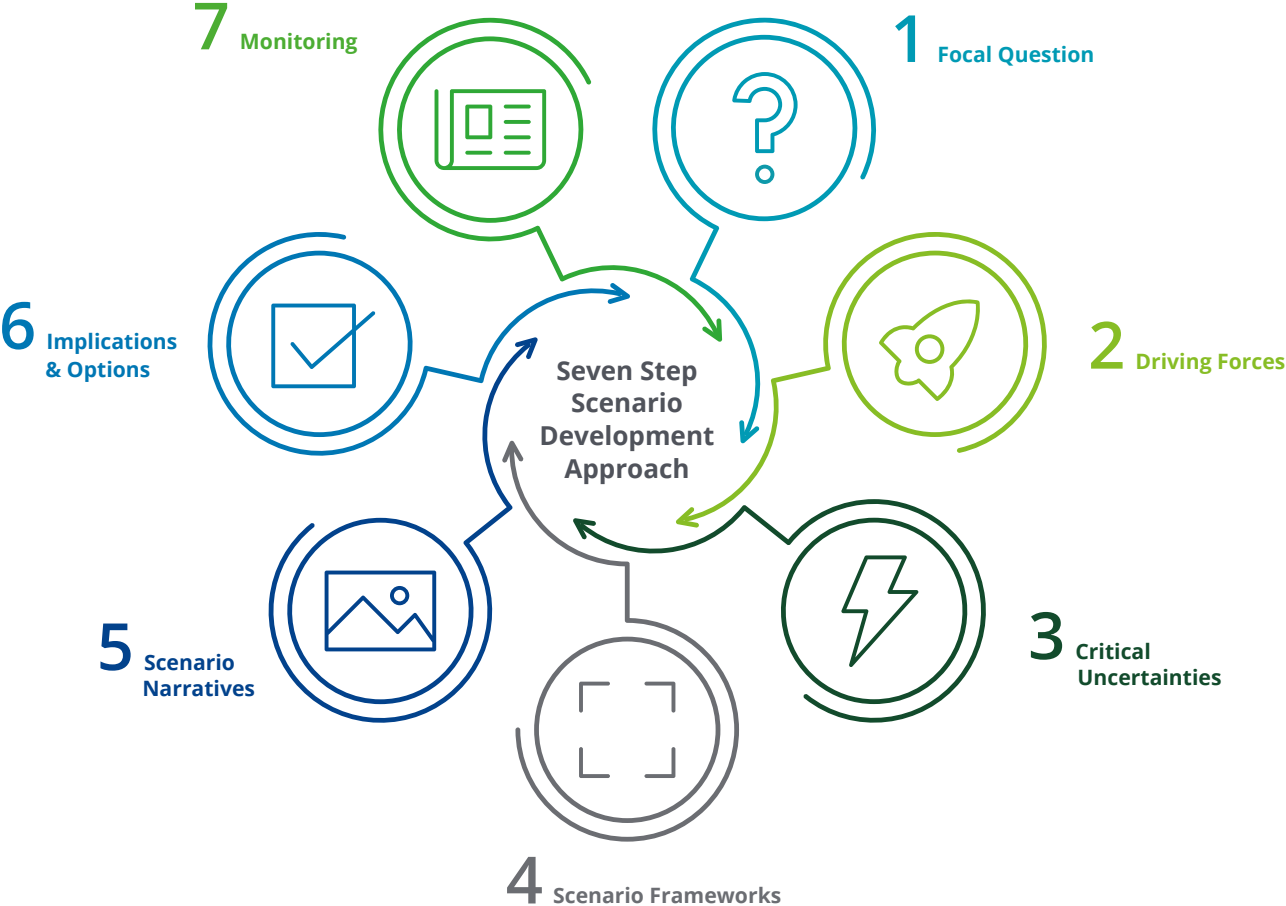 Seven Step
Scenario
Development
Approach
1 Focal Question
2 Driving Forces
3 Critical
Uncertainties
4 Scenario Frameworks
5 Scenario
Narratives
6 Implications
& Options
7 Monitoring